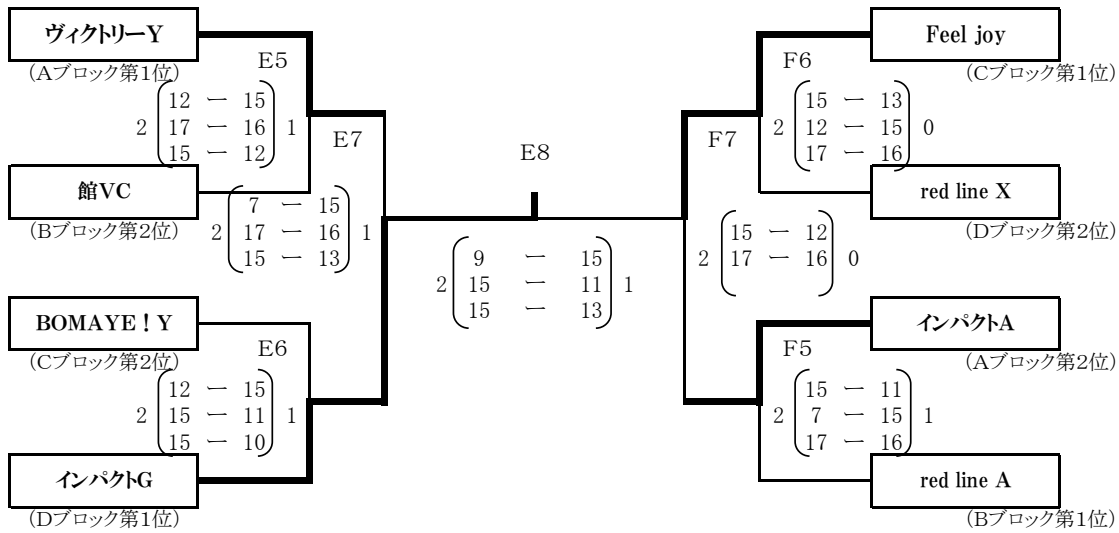 ヴィクトリーY
(Aブロック第1位)
E5
2 12 ー 15 1
17 ー 16
15 ー 12
館VC
(Bブロック第2位)
E7
2 7 ー 15 1
17 ー 16
15 ー 13
BOMAYE！Y
(Cブロック第2位)
E6
2 12 ー 15 1
15 ー 11
15 ー 10
インパクトG
(Dブロック第1位)
E8
2 9 ー 15 1
15 ー 11
15 ー 13
Feel joy
(Cブロック第1位)
F6
2 15 ー 13 0
12 ー 15
17 ー 16
red line X
(Dブロック第2位)
F7
2 15 ー 12 0
17 ー 16
インパクトA
(Aブロック第2位)
F5
2 15 ー 11 1
7 ー 15
17 ー 16
red line A
(Bブロック第1位)